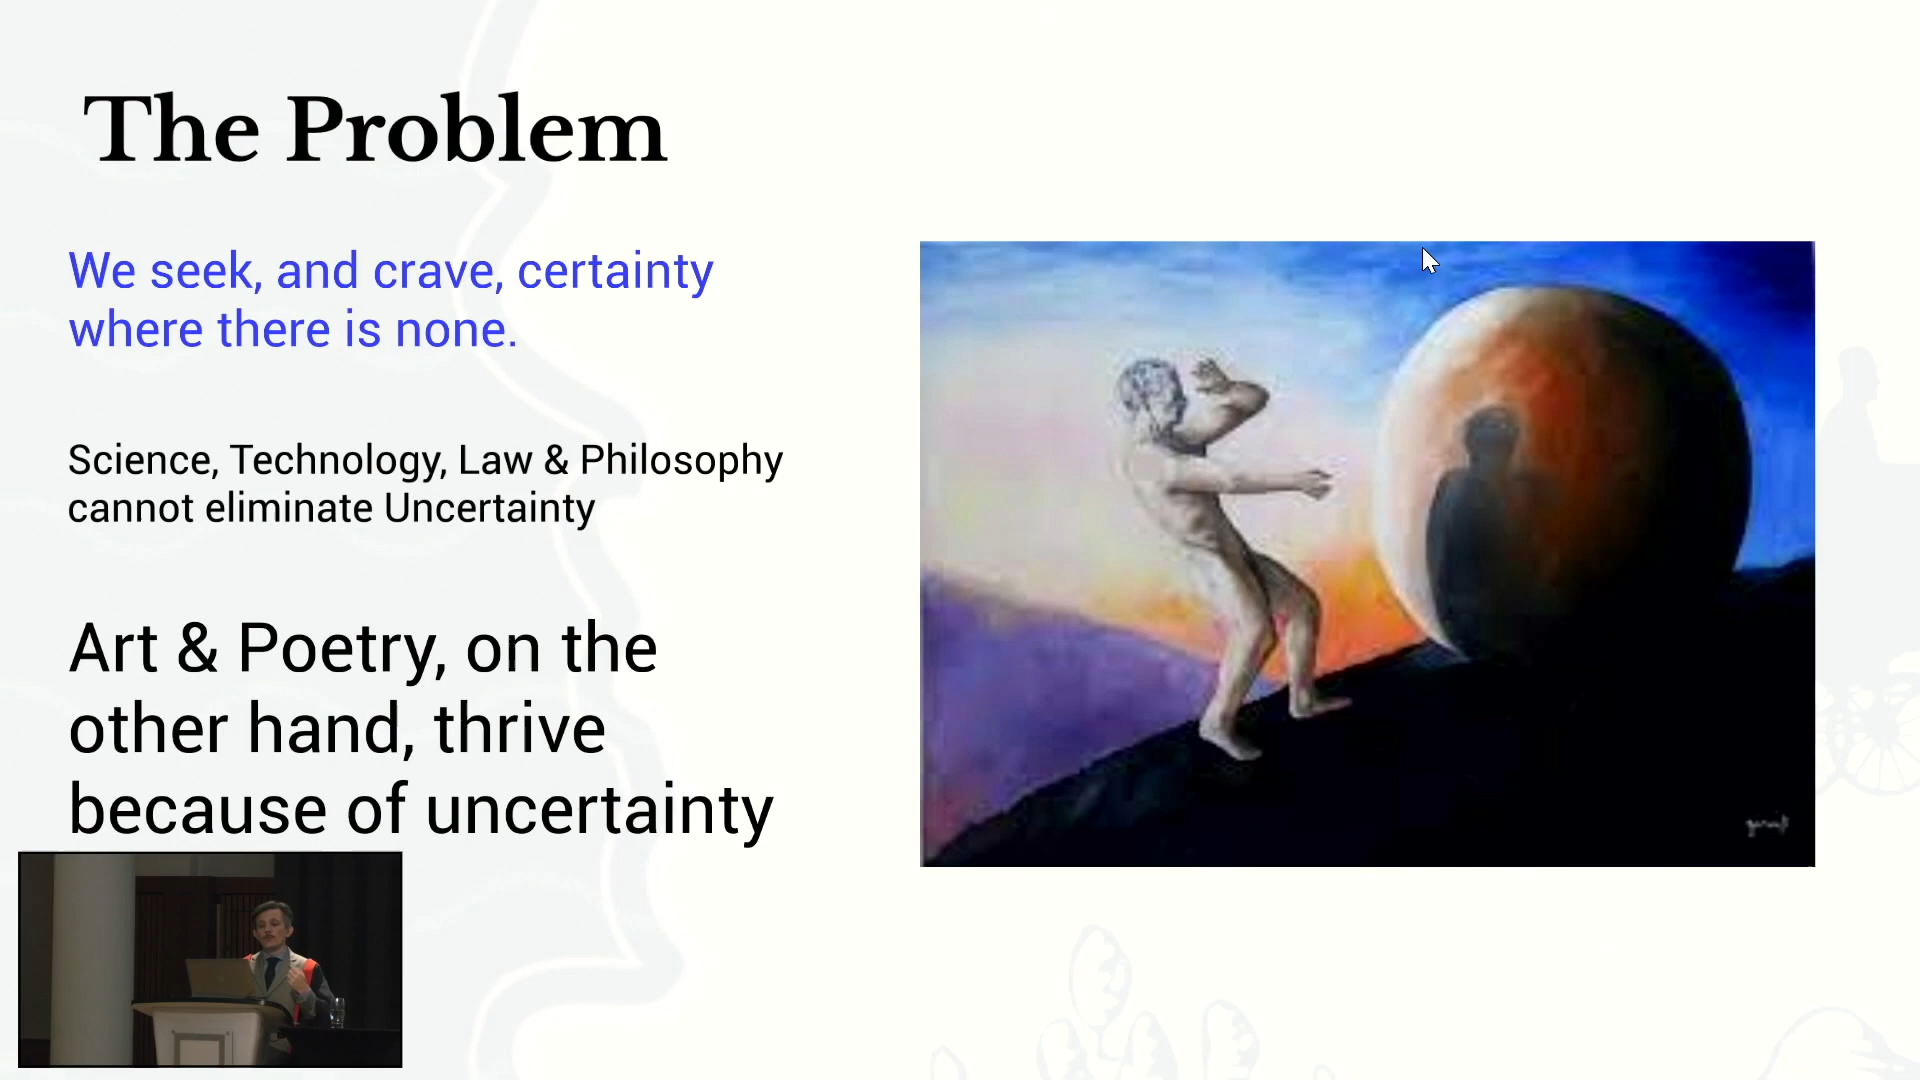 The Problem
We seek, and crave, certainty
where there is none.
Science, Technology, Law & Philosophy
cannot eliminate Uncertainty
Art & Poetry, on the
other hand, thrive
because of uncertainty